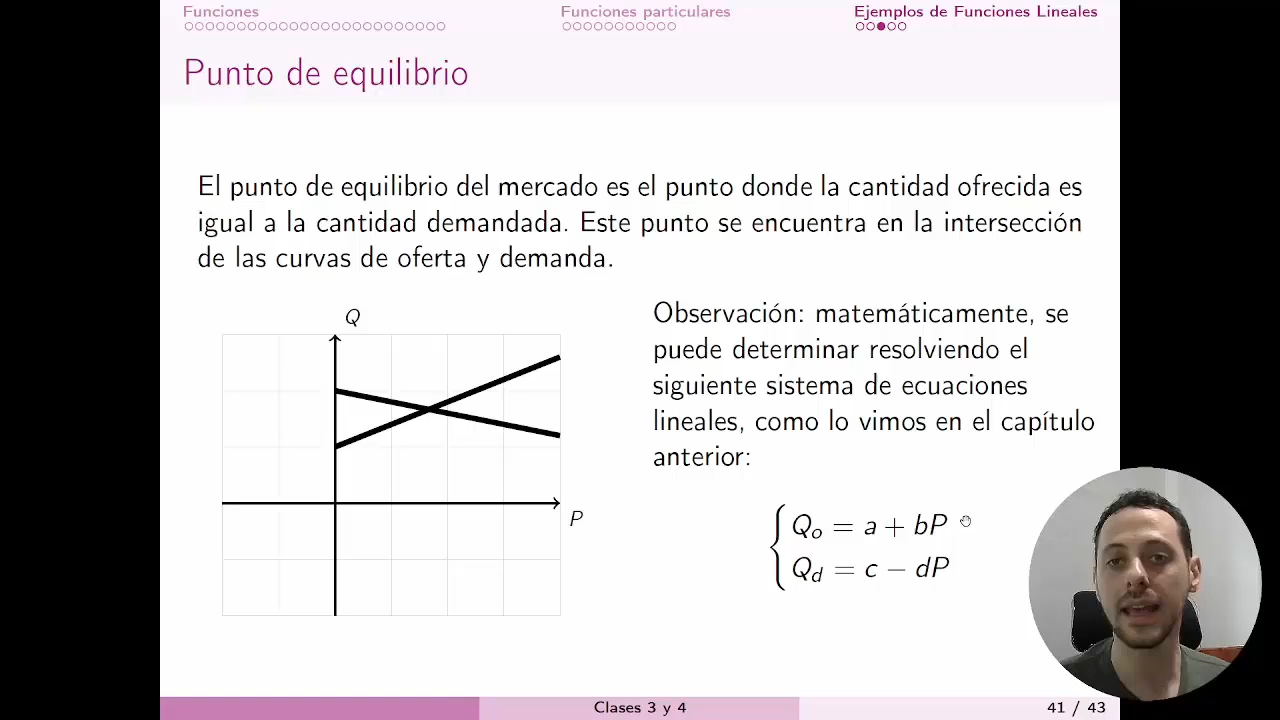 Funciones
Funciones particulares
Ejemplos de Funciones Lineales
Punto de equilibrio
El punto de equilibrio del mercado es el punto donde la cantidad ofrecida es
igual a la cantidad demandada. Este punto se encuentra en la intersección
de las curvas de oferta y demanda.
Q
P
Observación: matemáticamente, se
puede determinar resolviendo el
siguiente sistema de ecuaciones
lineales, como lo vimos en el capítulo
anterior:
Qₒ = a + bP
Q_d = c − dP
Clases 3 y 4
41 / 43